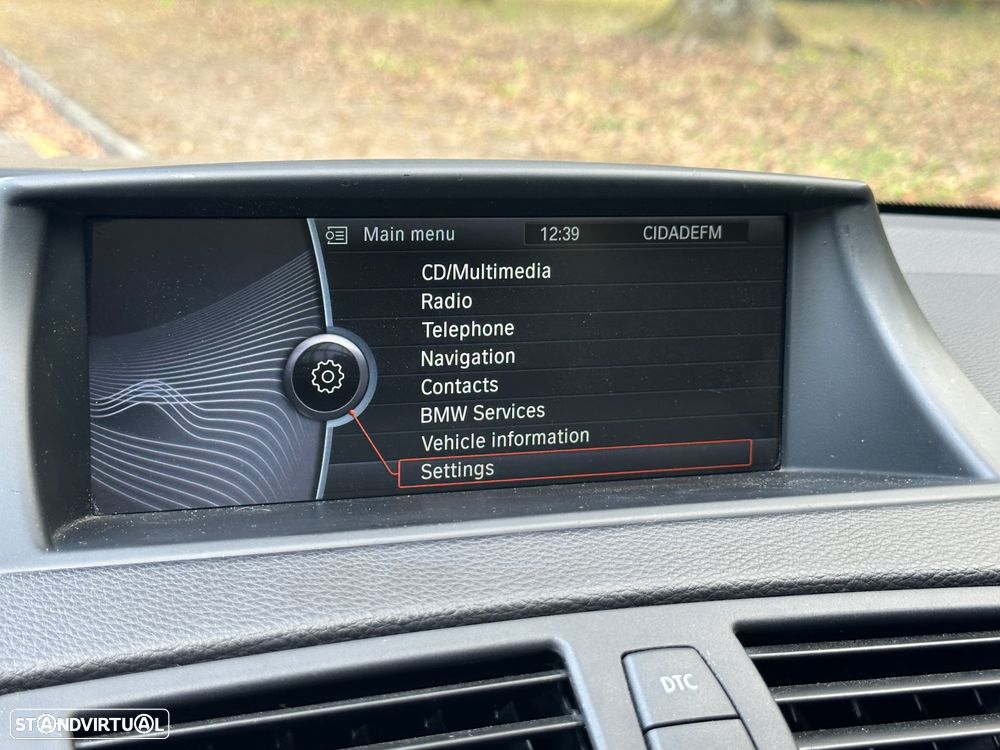 Main menu 12:39 CIDADEFM
CD/Multimedia
Radio
Telephone
Navigation
Contacts
BMW Services
Vehicle information
Settings
DTC
STANDVIRTUAL